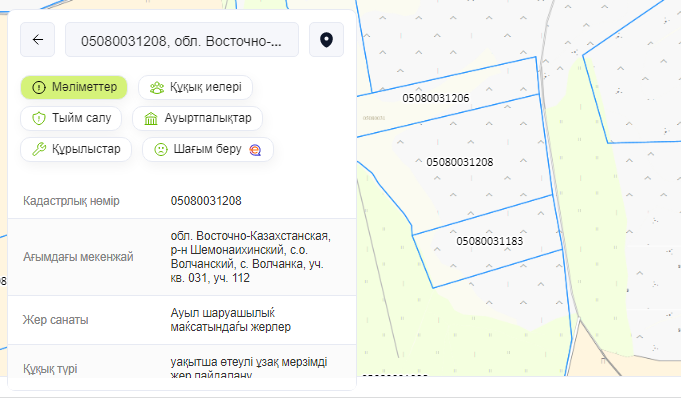 05080031208, обл. Восточно-...
Мәліметтер
Құқық иелері
Тыйм салу
Ауыртпалықтар
Құрылыстар
Шағым беру
Кадастрлық нөмір
05080031208
Ағымдағы мекенжай
обл. Восточно-Казахстанская,
р-н Шемонаихинский, с.о.
Волчанский, с. Волчанка, уч.
кв. 031, уч. 112
Жер санаты
Ауыл шаруашылық
мақсатындағы жерлер
Құқық түрі
уақытша өтеулі ұзақ мерзімді
жер пайдалану
05080031206
05080031208
05080031183